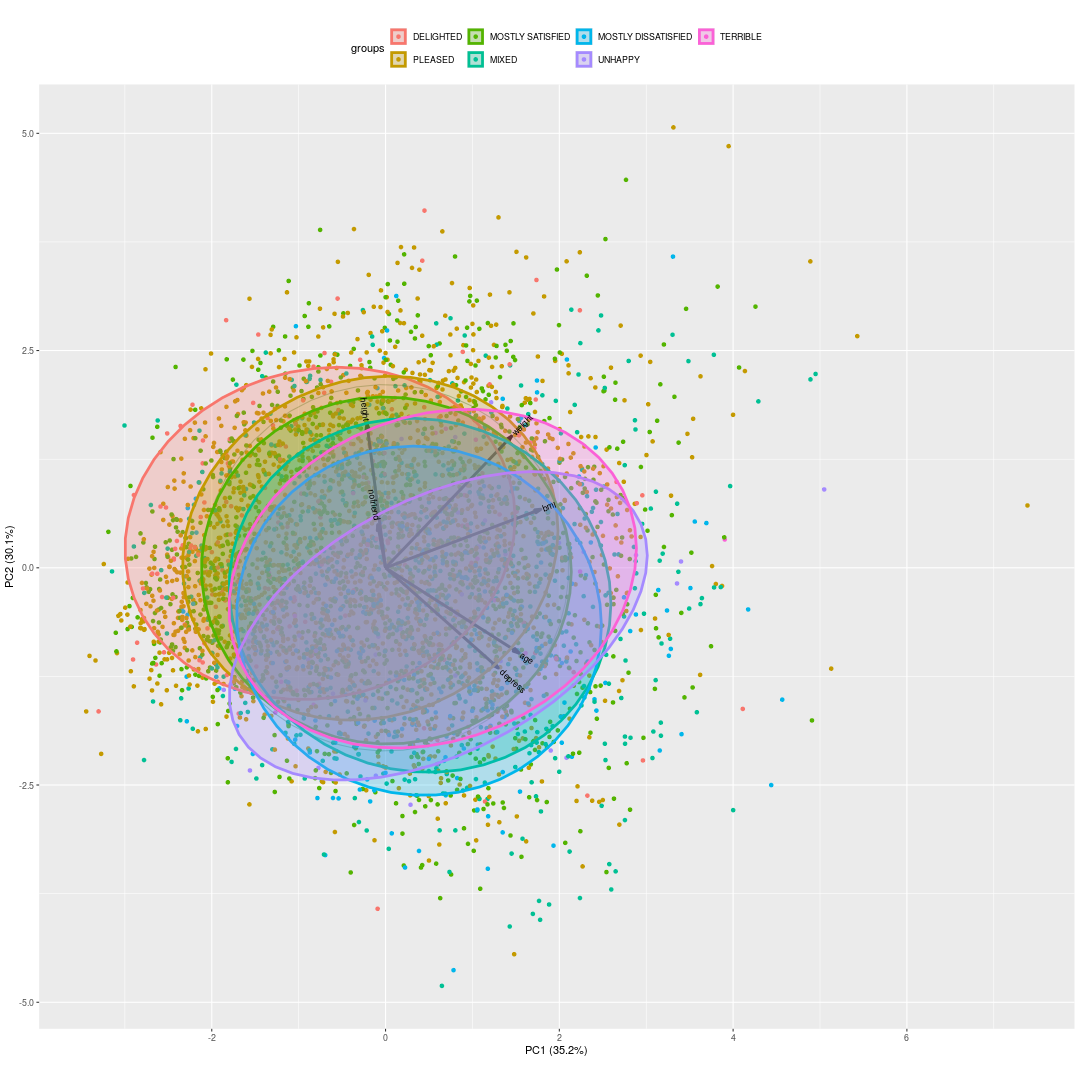 groups
DELIGHTED MOSTLY SATISFIED MOSTLY DISSATISFIED TERRIBLE
PLEASED MIXED UNHAPPY
5.0
2.5
0.0
-2.5
-5.0
PC2 (30.1%)
height
weight
nofriend
bmi
age
depress
-2 0 2 4 6
PC1 (35.2%)